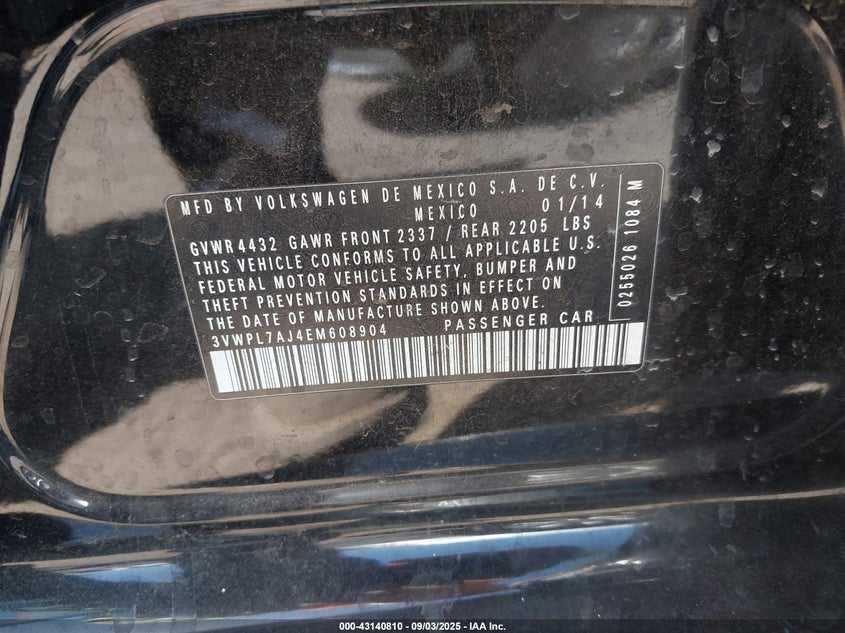 MFD BY VOLKSWAGEN DE MEXICO S.A. DE C.V.
MEXICO 01/14
GVWR 4432 GAWR FRONT 2337 / REAR 2205 LBS
THIS VEHICLE CONFORMS TO ALL APPLICABLE U.S.
FEDERAL MOTOR VEHICLE SAFETY, BUMPER AND
THEFT PREVENTION STANDARDS IN EFFECT ON
THE DATE OF MANUFACTURE SHOWN ABOVE.
3VWPL7AJ4EM608904 PASSENGER CAR
0255026 1084 M
000-43140810 - 09/03/2025 - IAA Inc.